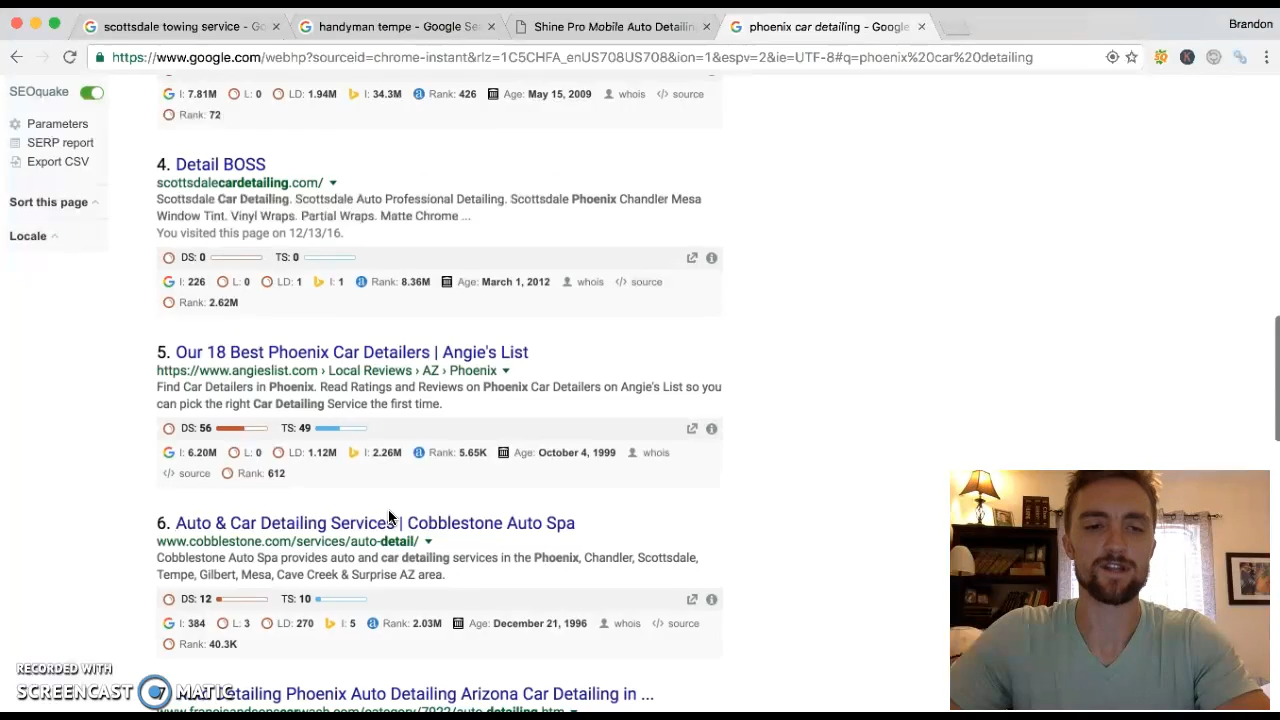 scottsdale towing service - G
handyman tempe - Google Se
Shine Pro Mobile Auto Detailin
phoenix car detailing - Google
Brandon
https://www.google.com/webhp?sourceid=chrome-instant&rlz=1C5CHFA_enUS708US708&ion=1&espv=2&ie=UTF-8#q=phoenix%20car%20detailing
SEOquake
Parameters
SERP report
Export CSV
Sort this page
Locale
I: 7.81M L: 0 LD: 1.94M I: 34.3M Rank: 426 Age: May 15, 2009 whois </> source
Rank: 72
4. Detail BOSS
scottsdalecardetailing.com/
Scottsdale Car Detailing. Scottsdale Auto Professional Detailing. Scottsdale Phoenix Chandler Mesa
Window Tint. Vinyl Wraps. Partial Wraps. Matte Chrome ...
You visited this page on 12/13/16.
DS: 0 TS: 0
I: 226 L: 0 LD: 1 I: 1 Rank: 8.36M Age: March 1, 2012 whois </> source
Rank: 2.62M
5. Our 18 Best Phoenix Car Detailers | Angie's List
https://www.angieslist.com › Local Reviews › AZ › Phoenix
Find Car Detailers in Phoenix. Read Ratings and Reviews on Phoenix Car Detailers on Angie's List so you
can pick the right Car Detailing Service the first time.
DS: 56 TS: 49
I: 6.20M L: 0 LD: 1.12M I: 2.26M Rank: 5.65K Age: October 4, 1999 whois
</> source Rank: 612
6. Auto & Car Detailing Services | Cobblestone Auto Spa
www.cobblestone.com/services/auto-detail/
Cobblestone Auto Spa provides auto and car detailing services in the Phoenix, Chandler, Scottsdale,
Tempe, Gilbert, Mesa, Cave Creek & Surprise AZ area.
DS: 12 TS: 10
I: 384 L: 3 LD: 270 I: 5 Rank: 2.03M Age: December 21, 1996 whois </> source
Rank: 40.3K
RECORDED WITH
SCREENCAST MATIC
7. Detailing Phoenix Auto Detailing Arizona Car Detailing in ...